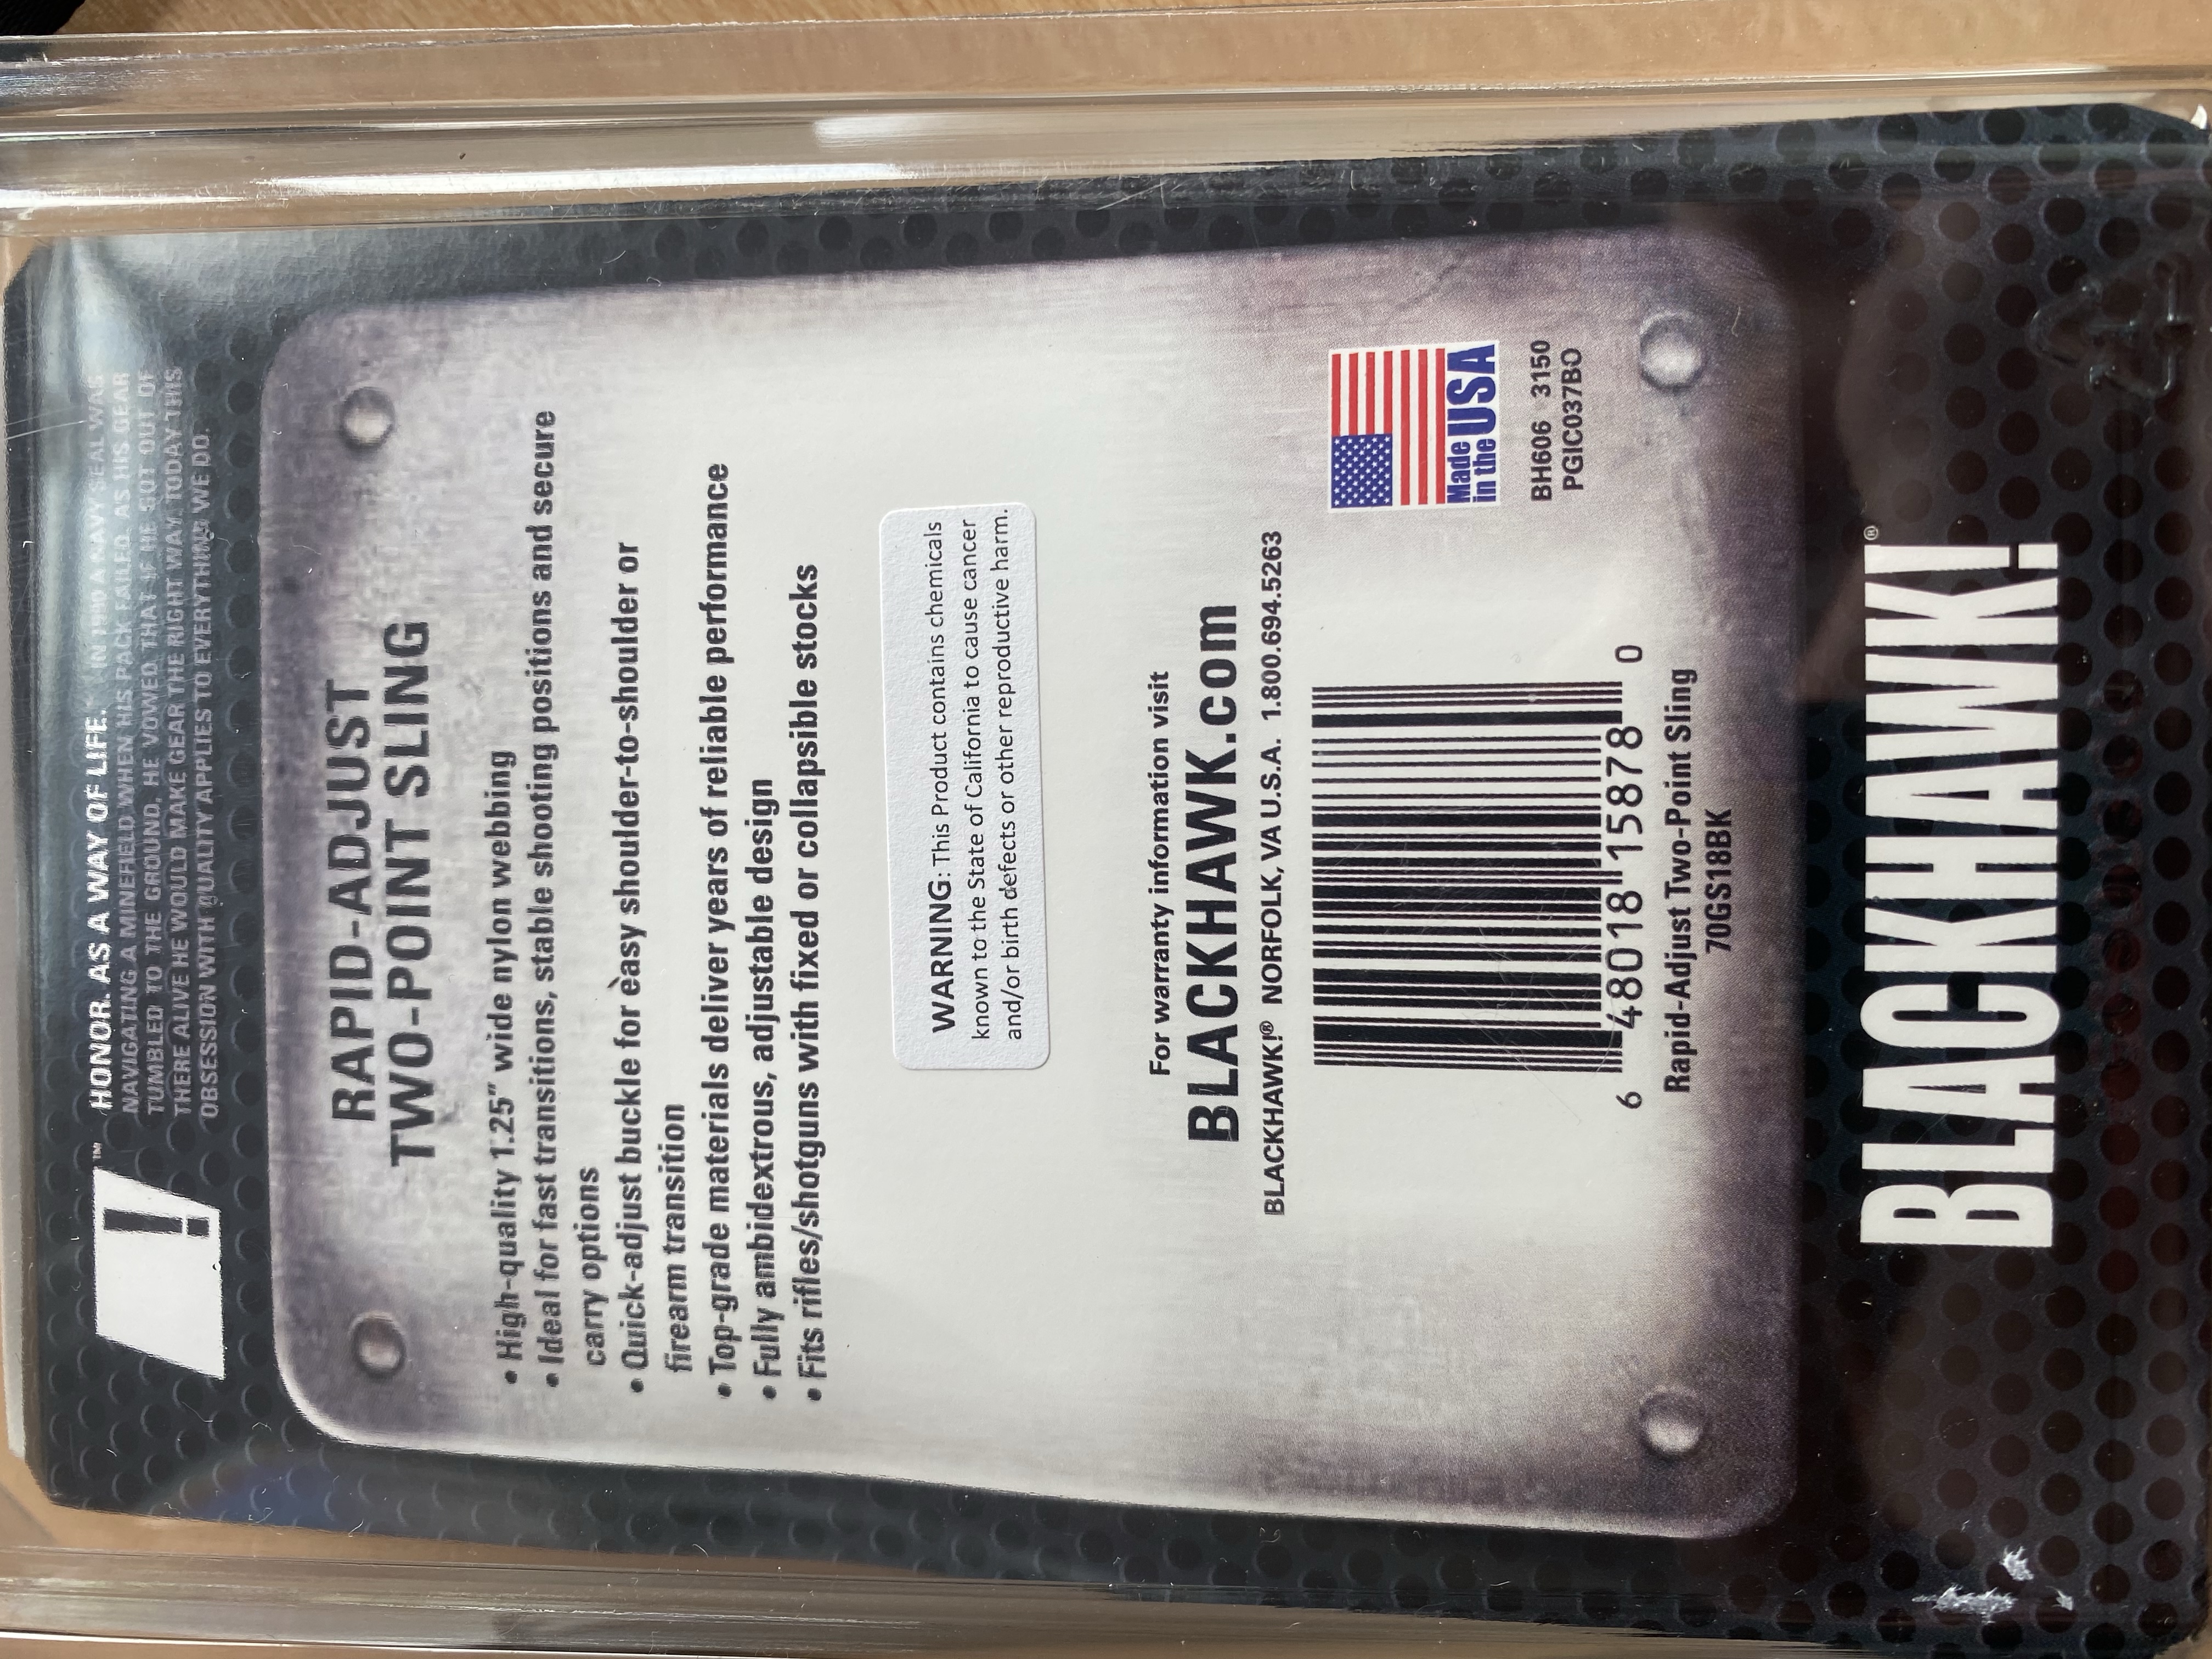 HONOR. AS A WAY OF LIFE.™ IN 1990 A NAVY SEAL WAS
NAVIGATING A MINEFIELD WHEN HIS PACK FAILED. AS HIS GEAR
TUMBLED TO THE GROUND, HE VOWED, THAT IF HE GOT OUT OF
THERE ALIVE HE WOULD MAKE GEAR THE RIGHT WAY. TODAY THIS
OBSESSION WITH QUALITY APPLIES TO EVERYTHING WE DO.
™
RAPID-ADJUST
TWO-POINT SLING
• High-quality 1.25" wide nylon webbing
• Ideal for fast transitions, stable shooting positions and secure
carry options
• Quick-adjust buckle for easy shoulder-to-shoulder or
firearm transition
• Top-grade materials deliver years of reliable performance
• Fully ambidextrous, adjustable design
• Fits rifles/shotguns with fixed or collapsible stocks
WARNING: This Product contains chemicals
known to the State of California to cause cancer
and/or birth defects or other reproductive harm.
For warranty information visit
BLACKHAWK.com
BLACKHAWK!® NORFOLK, VA U.S.A. 1.800.694.5263
Made
in the USA
BH606 3150
PGIC037BO
6 48018 15878 0
Rapid-Adjust Two-Point Sling
70GS18BK
BLACKHAWK!®